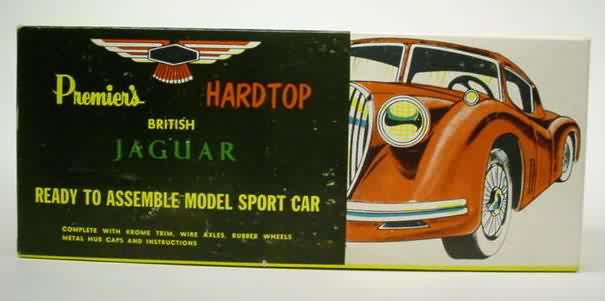 Premier's HARDTOP
BRITISH
JAGUAR
READY TO ASSEMBLE MODEL SPORT CAR
COMPLETE WITH KROME TRIM, WIRE AXLES, RUBBER WHEELS
METAL HUB CAPS AND INSTRUCTIONS